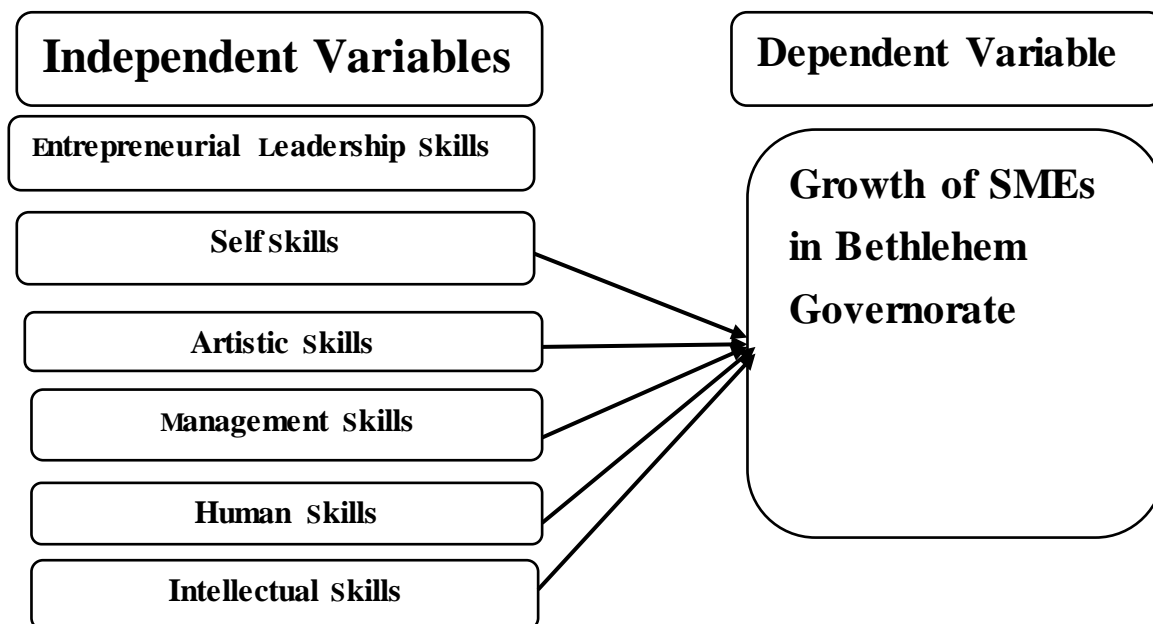 Independent Variables
Dependent Variable
Entrepreneurial Leadership Skills
Self Skills
Artistic Skills
Management Skills
Human Skills
Intellectual Skills
Growth of SMEs
in Bethlehem
Governorate